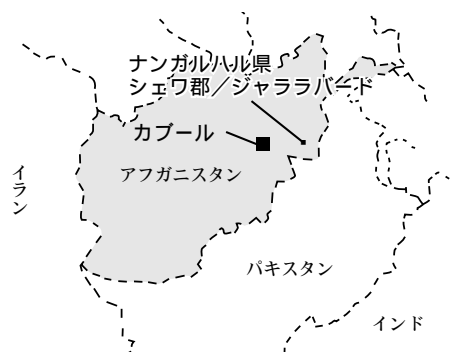 ナンガルハル県
シェワ郡／ジャララバード
カブール
アフガニスタン
イラン
パキスタン
インド